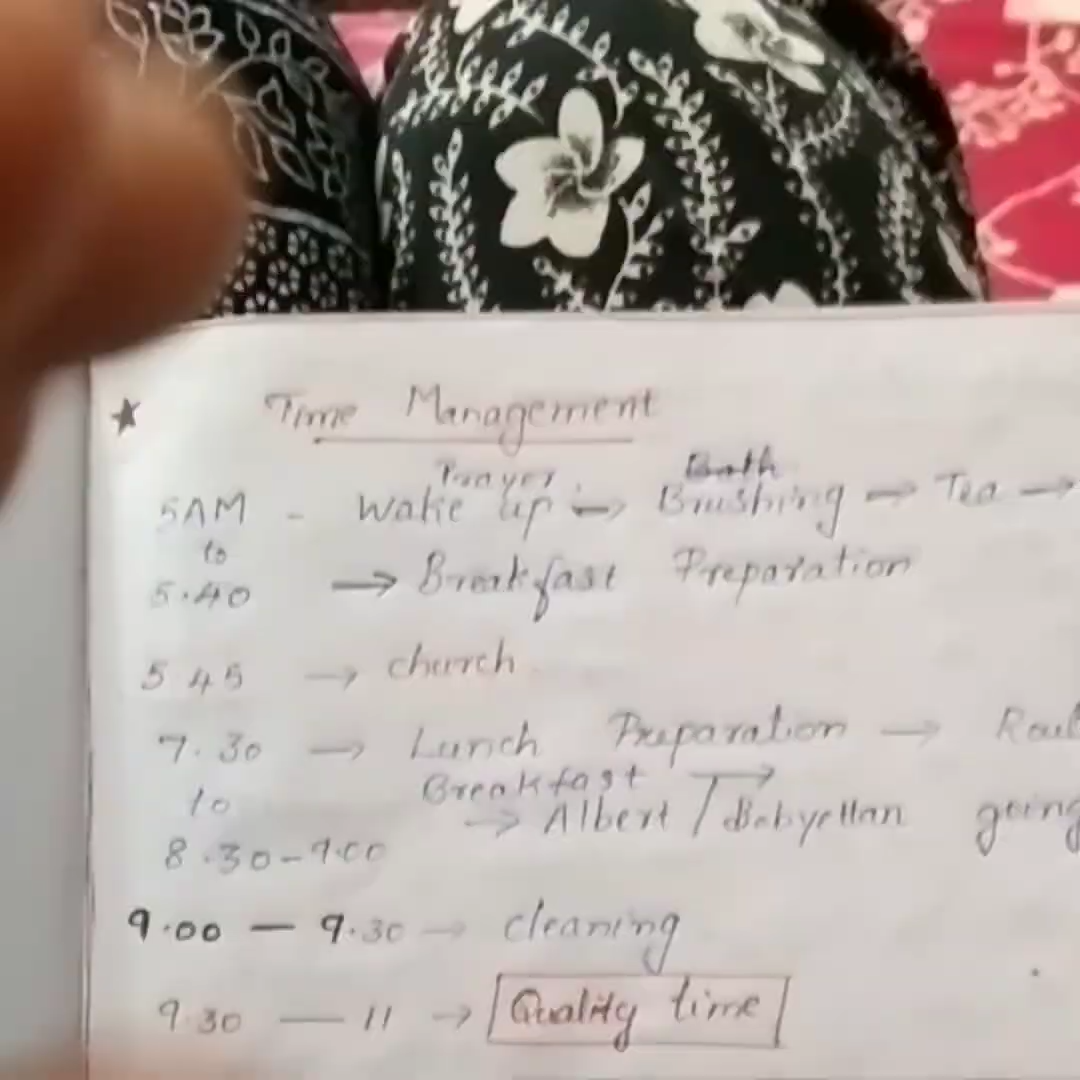 ★ Time Management
Prayer Bath
5AM - Wake up → Brushing → Tea →
to
5.40 → Breakfast Preparation
5 45 → church
7.30 → Lunch Preparation →
Breakfast →
to → Albert / going
8.30-9.00
9.00 — 9.30 → cleaning
9.30 — 11 → Quality time